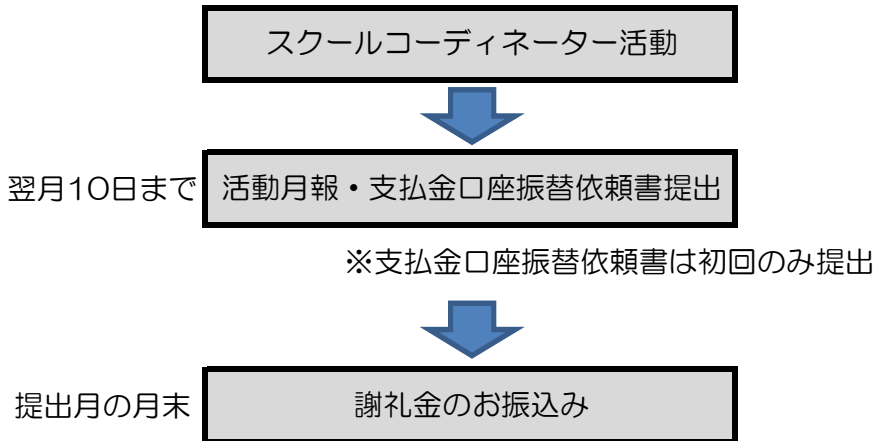 スクールコーディネーター活動
翌月10日まで
活動月報・支払金口座振替依頼書提出
※支払金口座振替依頼書は初回のみ提出
提出月の月末
謝礼金のお振込み